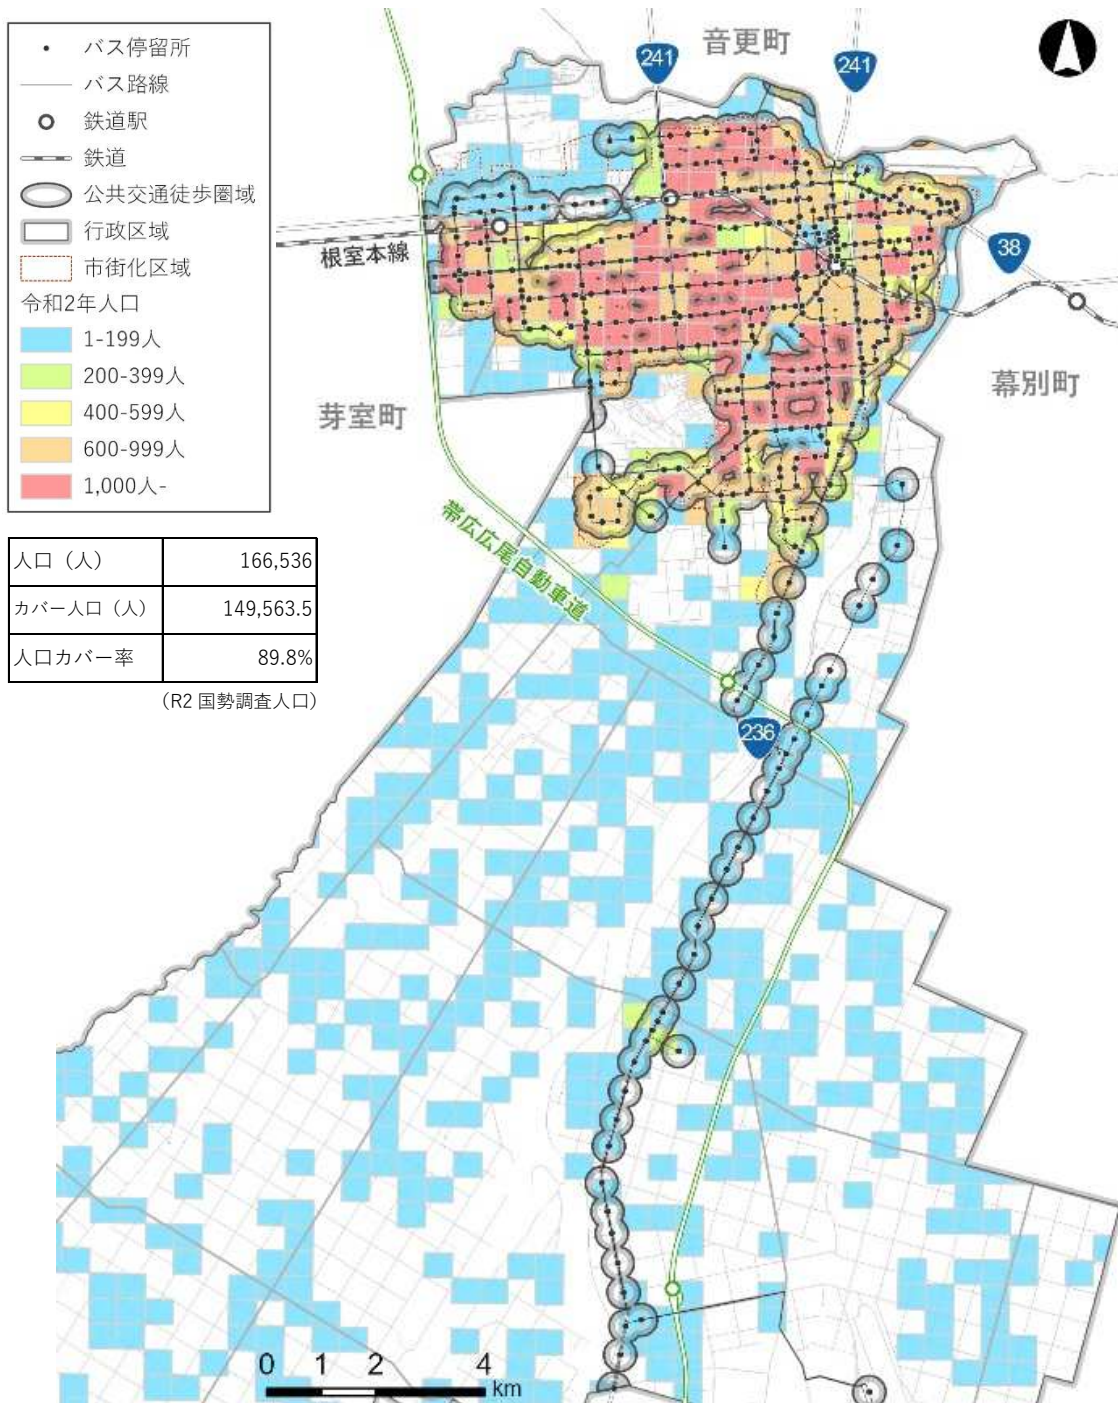 バス停留所
バス路線
鉄道駅
鉄道
公共交通徒歩圏域
行政区域
市街化区域
令和2年人口
1-199人
200-399人
400-599人
600-999人
1,000人-
人口（人） 166,536
カバー人口（人） 149,563.5
人口カバー率 89.8%
（R2 国勢調査人口）
音更町
241
241
38
根室本線
芽室町
幕別町
帯広広尾自動車道
236
0 1 2 4
km